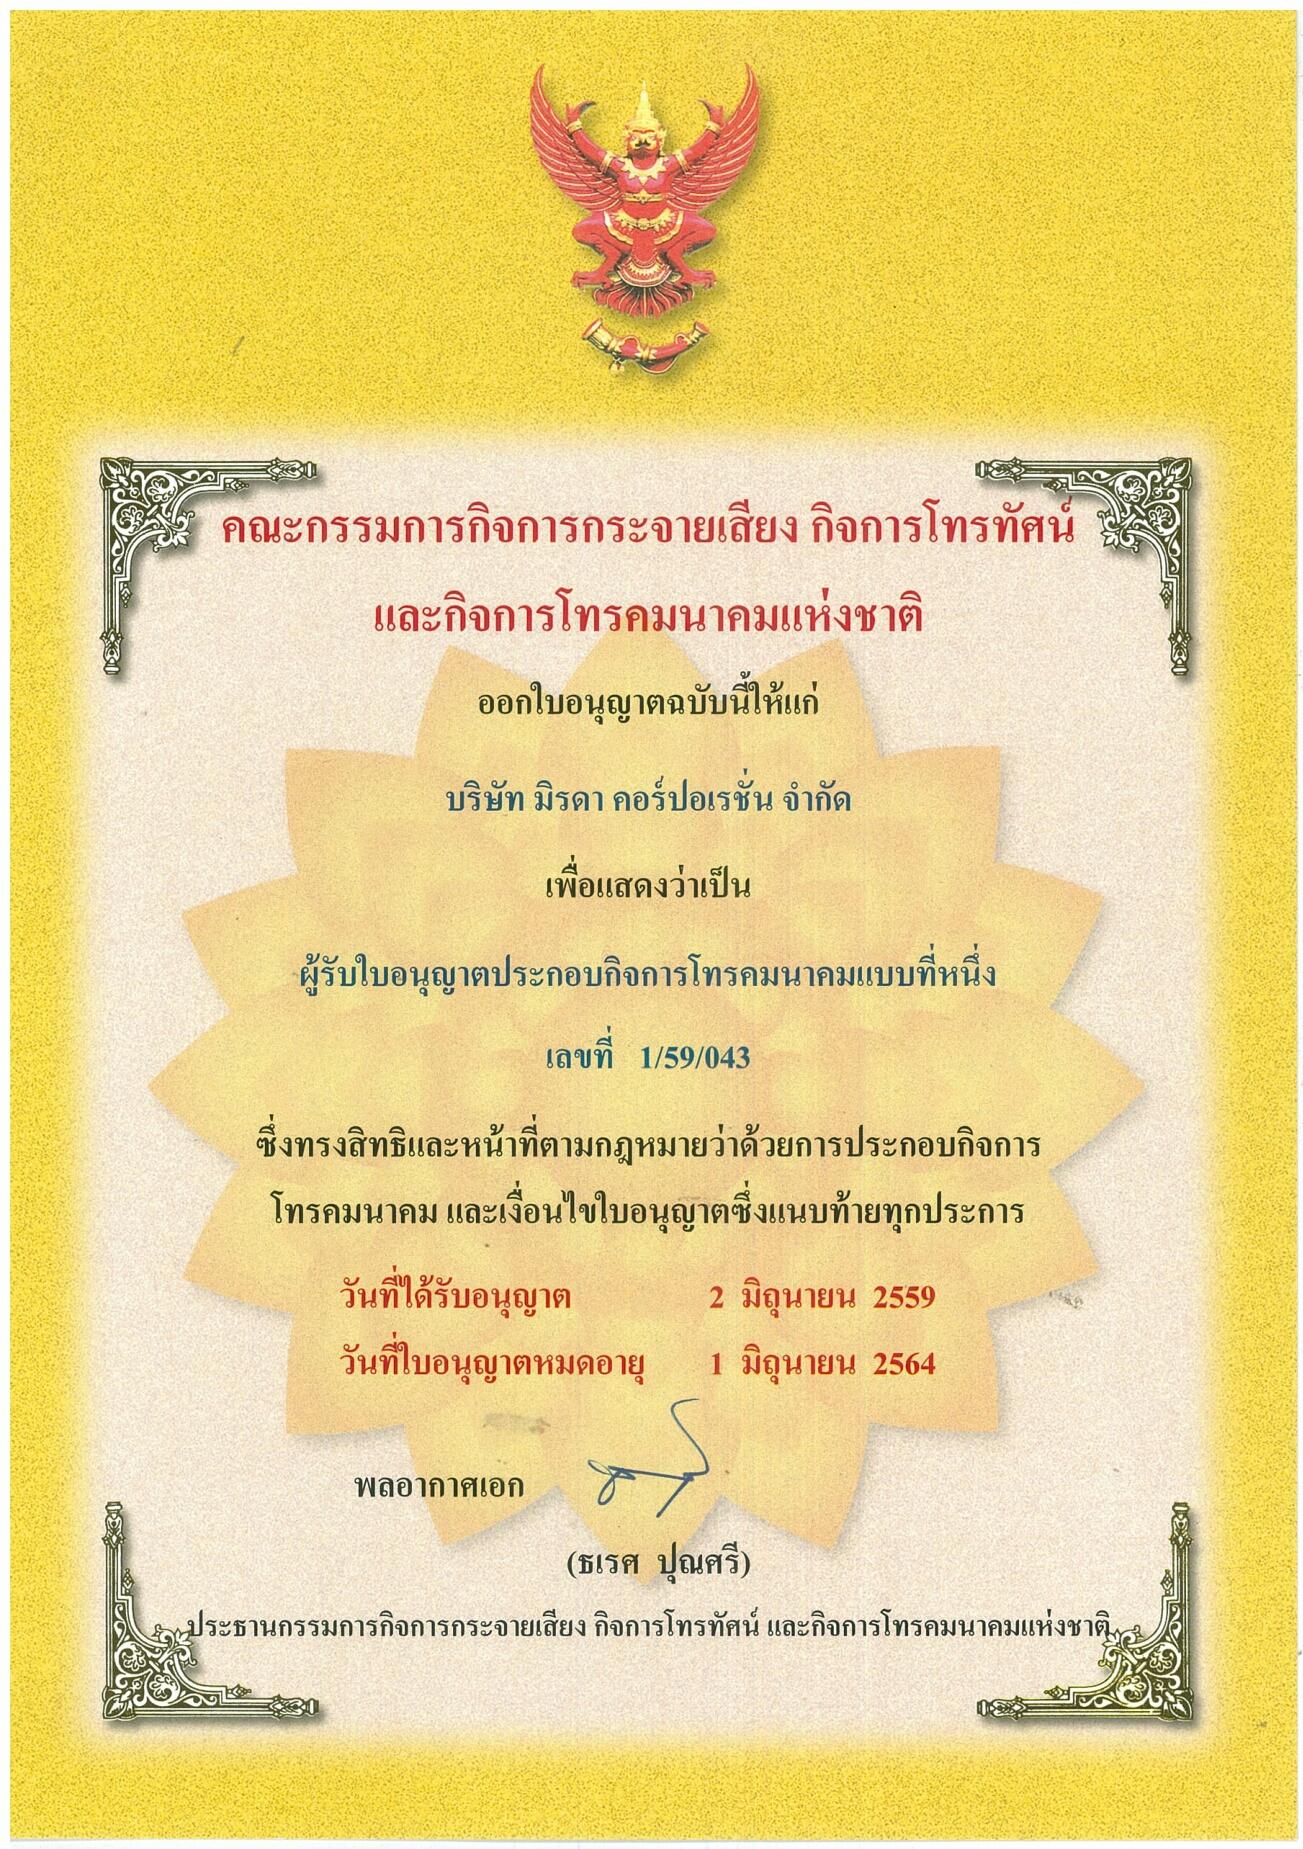 คณะกรรมการกิจการกระจายเสียง กิจการโทรทัศน์
และกิจการโทรคมนาคมแห่งชาติ
ออกใบอนุญาตฉบับนี้ให้แก่
บริษัท มิรดา คอร์ปอเรชั่น จำกัด
เพื่อแสดงว่าเป็น
ผู้รับใบอนุญาตประกอบกิจการโทรคมนาคมแบบที่หนึ่ง
เลขที่ 1/59/043
ซึ่งทรงสิทธิและหน้าที่ตามกฎหมายว่าด้วยการประกอบกิจการ
โทรคมนาคม และเงื่อนไขใบอนุญาตซึ่งแนบท้ายทุกประการ
วันที่ได้รับอนุญาต 2 มิถุนายน 2559
วันที่ใบอนุญาตหมดอายุ 1 มิถุนายน 2564
พลอากาศเอก
(ธเรศ ปุณศรี)
ประธานกรรมการกิจการกระจายเสียง กิจการโทรทัศน์ และกิจการโทรคมนาคมแห่งชาติ